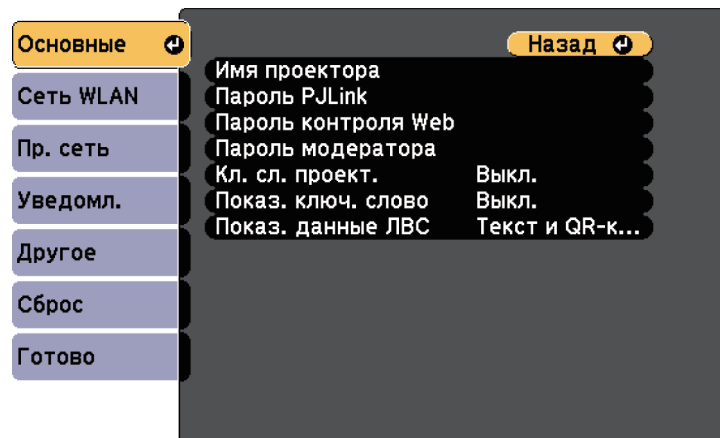 Основные
Сеть WLAN
Пр. сеть
Уведомл.
Другое
Сброс
Готово
Назад
Имя проектора
Пароль PJLink
Пароль контроля Web
Пароль модератора
Кл. сл. проект. Выкл.
Показ. ключ. слово Выкл.
Показ. данные ЛВС Текст и QR-к...